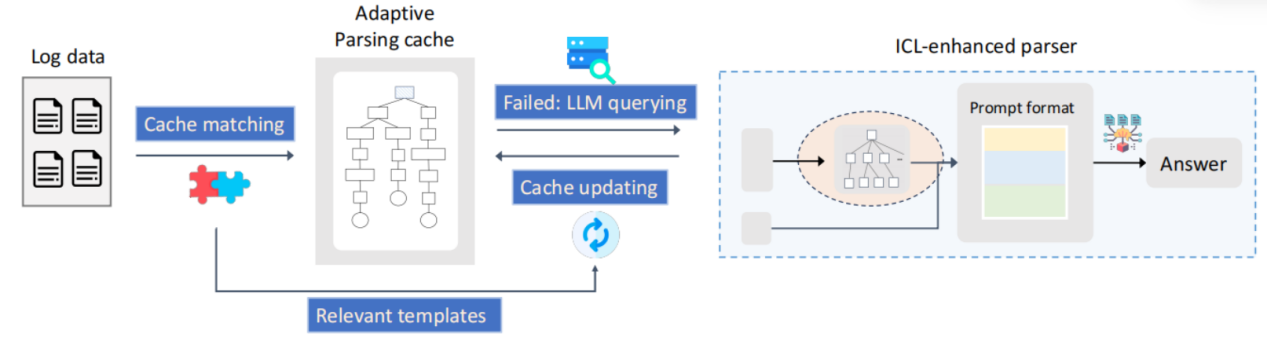 Log data
Cache matching
Adaptive
Parsing cache
Failed: LLM querying
Cache updating
Relevant templates
ICL-enhanced parser
Prompt format
Answer